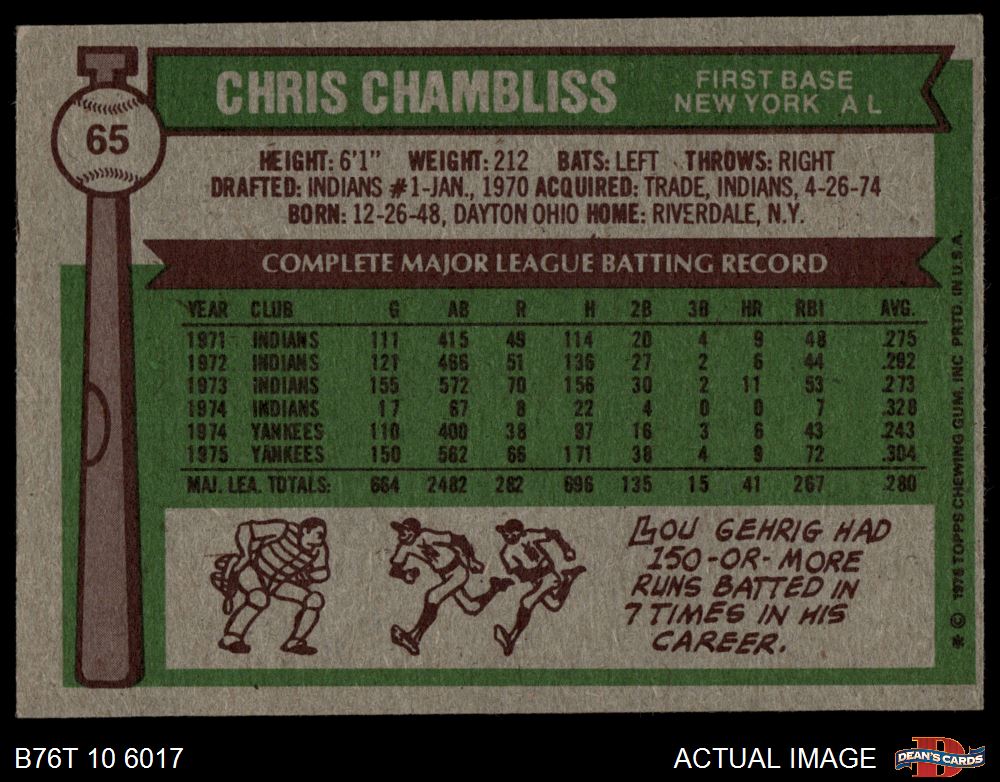 CHRIS CHAMBLISS
FIRST BASE
NEW YORK A L
65
HEIGHT: 6'1" WEIGHT: 212 BATS: LEFT THROWS: RIGHT
DRAFTED: INDIANS #1-JAN., 1970 ACQUIRED: TRADE, INDIANS, 4-26-74
BORN: 12-26-48, DAYTON OHIO HOME: RIVERDALE, N.Y.
COMPLETE MAJOR LEAGUE BATTING RECORD
YEAR CLUB G AB R H 2B 3B HR RBI AVG.
1971 INDIANS 111 415 49 114 20 4 9 48 .275
1972 INDIANS 121 466 51 136 27 2 6 44 .292
1973 INDIANS 155 572 70 156 30 2 11 53 .273
1974 INDIANS 17 67 8 22 4 0 0 7 .328
1974 YANKEES 110 400 38 97 16 3 6 43 .243
1975 YANKEES 150 562 66 171 38 4 9 72 .304
MAJ. LEA. TOTALS: 664 2482 282 696 135 15 41 267 .280
LOU GEHRIG HAD
150-OR-MORE
RUNS BATTED IN
7 TIMES IN HIS
CAREER.
* © 1976 TOPPS CHEWING GUM, INC PRTD. IN U.S.A.
B76T 10 6017
ACTUAL IMAGE
D
DEAN'S CARDS